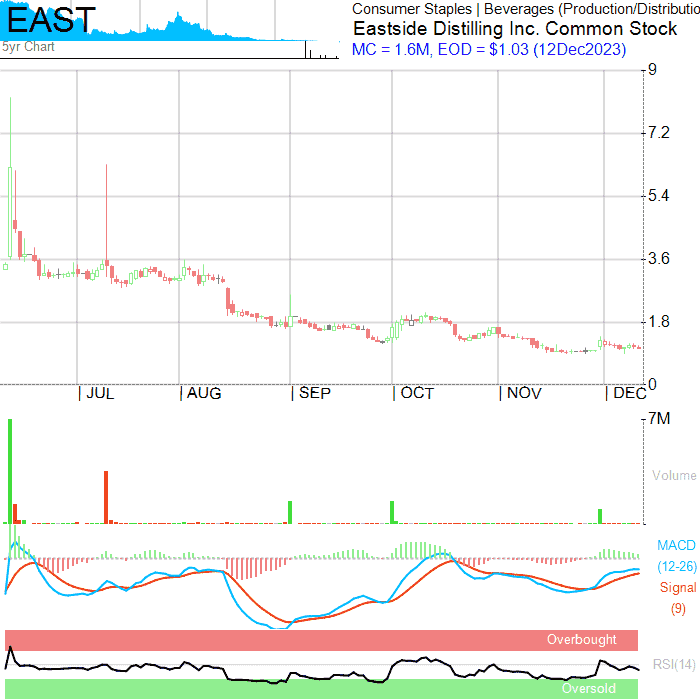 EAST
5yr Chart
Consumer Staples | Beverages (Production/Distributio
Eastside Distilling Inc. Common Stock
MC = 1.6M, EOD = $1.03 (12Dec2023)
9
7.2
5.4
3.6
1.8
0
| JUL | AUG | SEP | OCT | NOV | DEC
7M
Volume
MACD
(12-26)
Signal
(9)
Overbought
RSI(14)
Oversold